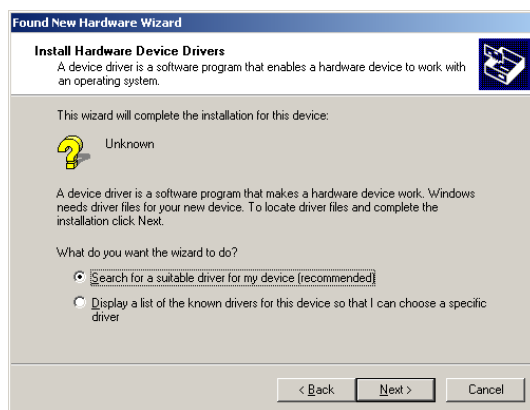 Found New Hardware Wizard
Install Hardware Device Drivers
A device driver is a software program that enables a hardware device to work with
an operating system.
This wizard will complete the installation for this device:
Unknown
A device driver is a software program that makes a hardware device work. Windows
needs driver files for your new device. To locate driver files and complete the
installation click Next.
What do you want the wizard to do?
Search for a suitable driver for my device (recommended)
Display a list of the known drivers for this device so that I can choose a specific
driver
< Back Next > Cancel